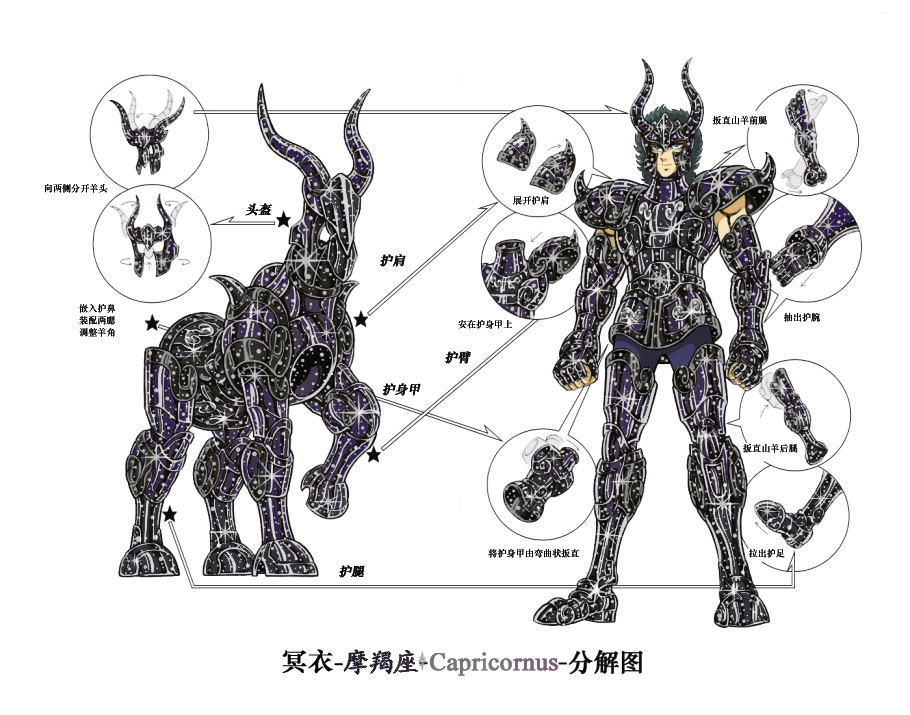 扳直山羊前腿
向两侧分开羊头
展开护肩
头盔
护肩
嵌入护鼻
装配两腮
调整羊角
安在护身甲上
抽出护腕
护臂
护身甲
扳直山羊后腿
将护身甲由弯曲状扳直
拉出护足
护腿
冥衣-摩羯座-Capricornus-分解图